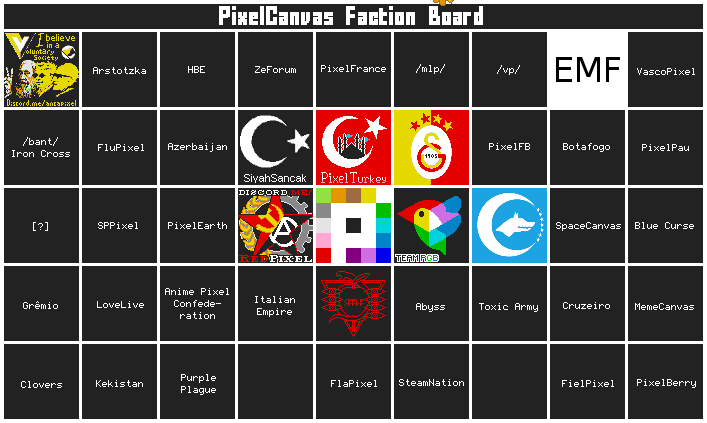 PixelCanvas Faction Board
I believe
in a
Voluntary
Society
Discord.me/ancapixel
Arstotzka
HBE
ZeForum
PixelFrance
/mlp/
/vp/
EMF
VascoPixel
/bant/
Iron Cross
FluPixel
Azerbaijan
SiyahSancak
PixelTurkey
1905
PixelFB
Botafogo
PixelPau
[?]
SPPixel
PixelEarth
DISCORD.ME/
REDPIXEL
TEAM RGB
SpaceCanvas
Blue Curse
Grêmio
LoveLive
Anime Pixel
Confede-
ration
Italian
Empire
Abyss
Toxic Army
Cruzeiro
MemeCanvas
Clovers
Kekistan
Purple
Plague
FlaPixel
SteamNation
FielPixel
PixelBerry